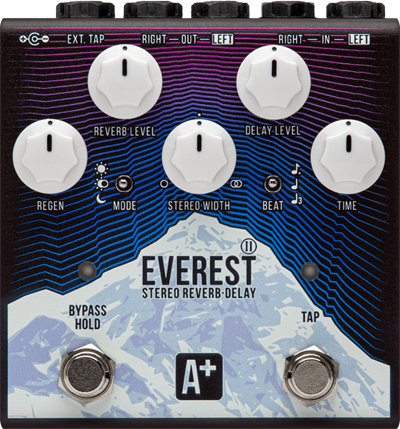 EXT. TAP
RIGHT — OUT — LEFT
RIGHT — IN — LEFT
REVERB LEVEL
DELAY LEVEL
REGEN
MODE
STEREO WIDTH
BEAT
3
TIME
II
EVEREST
STEREO REVERB·DELAY
BYPASS
HOLD
TAP
A+